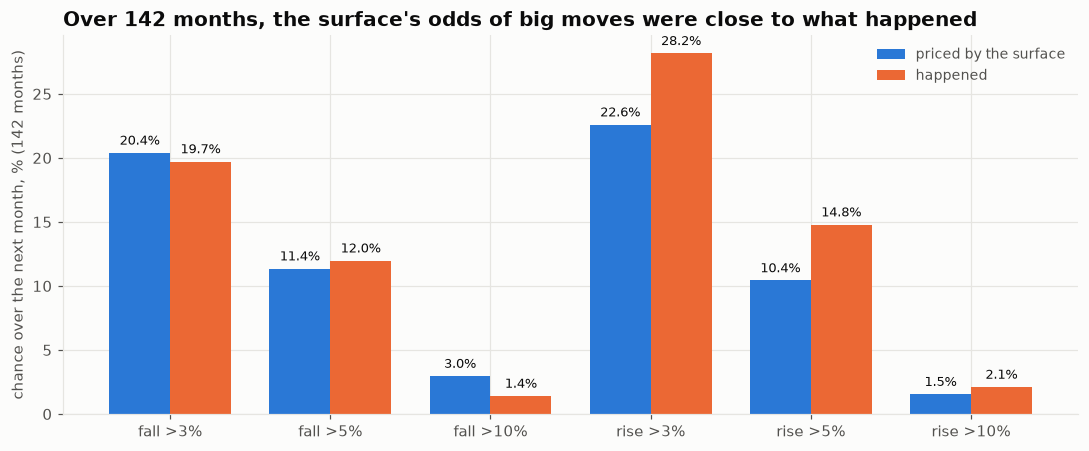 Over 142 months, the surface's odds of big moves were close to what happened
chance over the next month, % (142 months)
priced by the surface
happened
25
20
15
10
5
0
20.4%
19.7%
11.4%
12.0%
3.0%
1.4%
22.6%
28.2%
10.4%
14.8%
1.5%
2.1%
fall >3%
fall >5%
fall >10%
rise >3%
rise >5%
rise >10%